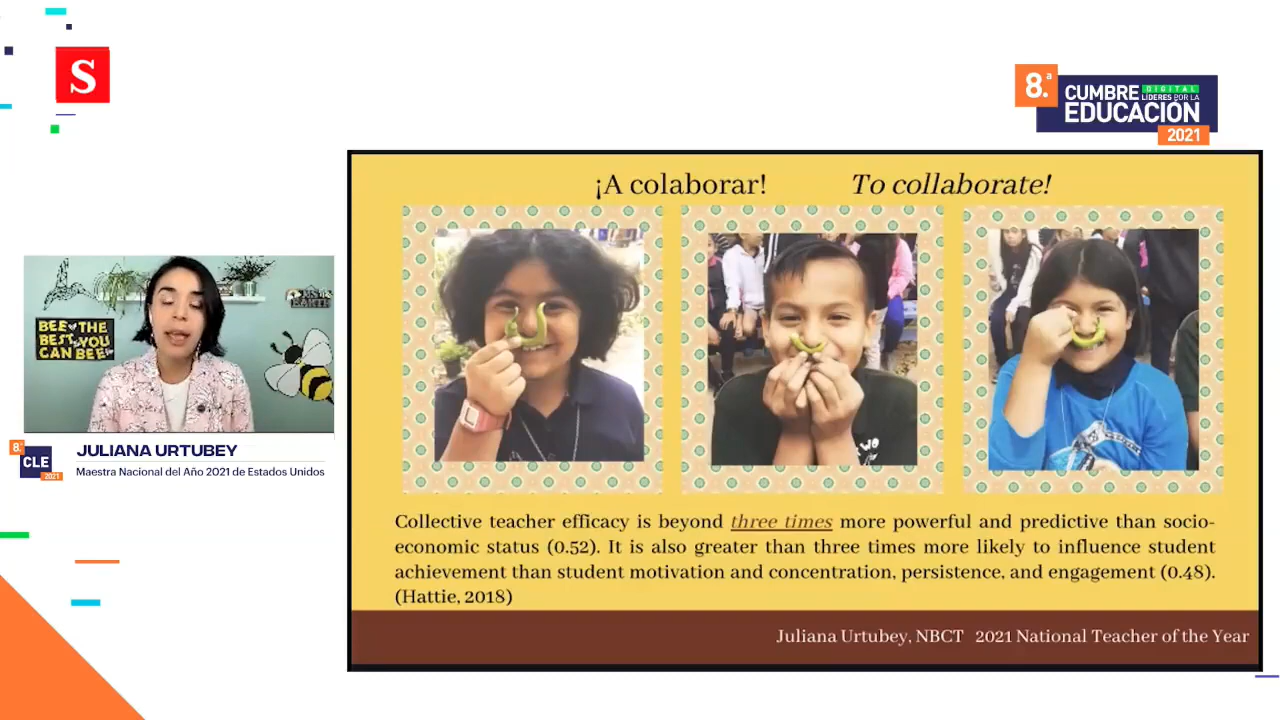 S
8.ª
CUMBRE DIGITAL
LÍDERES POR LA
EDUCACIÓN
2021
¡A colaborar! To collaborate!
BEE THE
BEST YOU
CAN BEE
8.ª
CLE
2021
JULIANA URTUBEY
Maestra Nacional del Año 2021 de Estados Unidos
Collective teacher efficacy is beyond three times more powerful and predictive than socio-
economic status (0.52). It is also greater than three times more likely to influence student
achievement than student motivation and concentration, persistence, and engagement (0.48).
(Hattie, 2018)
Juliana Urtubey, NBCT 2021 National Teacher of the Year